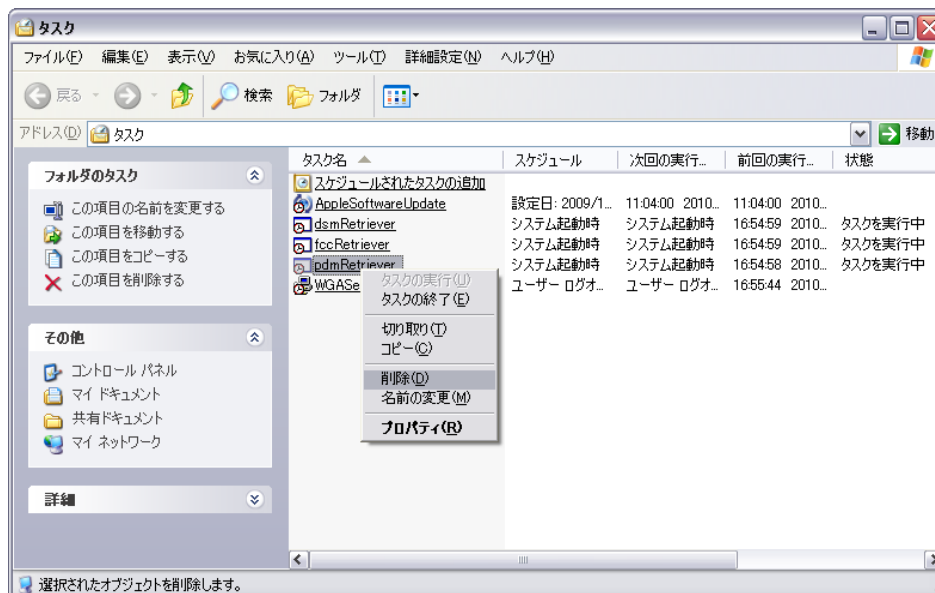 タスク
ファイル(F) 編集(E) 表示(V) お気に入り(A) ツール(T) 詳細設定(N) ヘルプ(H)
戻る 検索 フォルダ
アドレス(D) タスク 移動
フォルダのタスク
この項目の名前を変更する
この項目を移動する
この項目をコピーする
この項目を削除する
その他
コントロール パネル
マイ ドキュメント
共有ドキュメント
マイ ネットワーク
詳細
タスク名 スケジュール 次回の実行... 前回の実行... 状態
スケジュールされたタスクの追加
AppleSoftwareUpdate 設定日: 2009/1... 11:04:00 2010... 11:04:00 2010...
dsmRetriever システム起動時 システム起動時 16:54:59 2010... タスクを実行中
fccRetriever システム起動時 システム起動時 16:54:59 2010... タスクを実行中
pdmRetriever システム起動時 システム起動時 16:54:58 2010... タスクを実行中
WGASe ユーザー ログオ... ユーザー ログオ... 16:55:44 2010...
タスクの実行(U)
タスクの終了(E)
切り取り(T)
コピー(C)
削除(D)
名前の変更(M)
プロパティ(R)
選択されたオブジェクトを削除します。